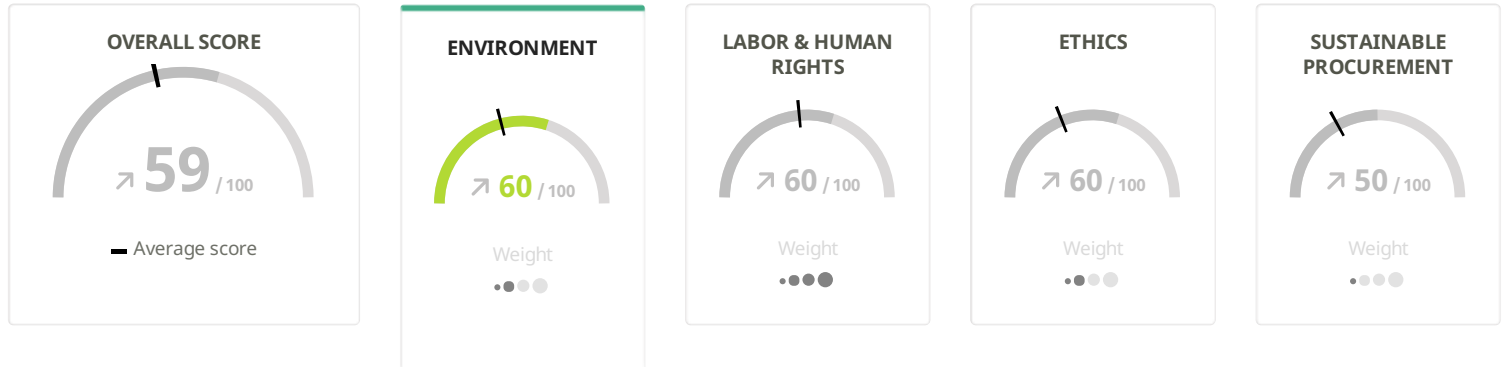 OVERALL SCORE
59 / 100
Average score
ENVIRONMENT
60 / 100
Weight
LABOR & HUMAN
RIGHTS
60 / 100
Weight
ETHICS
60 / 100
Weight
SUSTAINABLE
PROCUREMENT
50 / 100
Weight